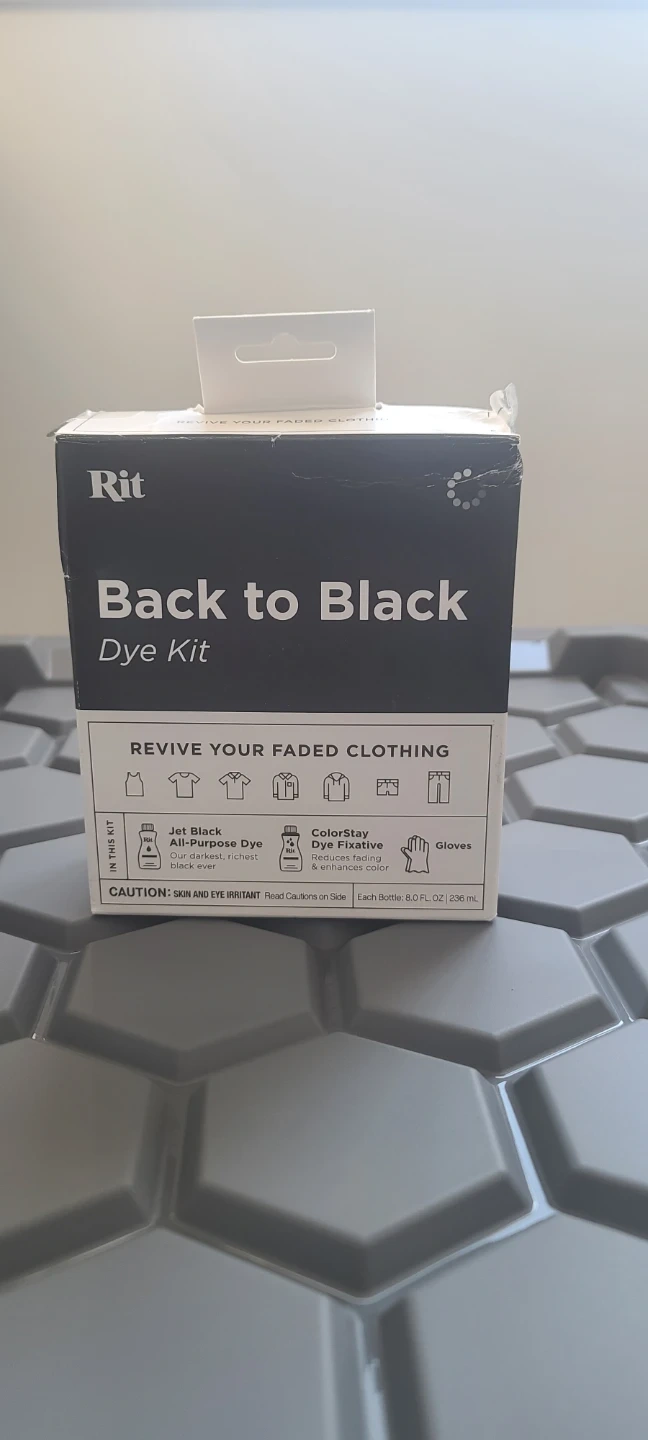 REVIVE YOUR FADED CLOTHING
Rit
Back to Black
Dye Kit
REVIVE YOUR FADED CLOTHING
IN THIS KIT
Jet Black
All-Purpose Dye
Our darkest, richest
black ever
ColorStay
Dye Fixative
Reduces fading
& enhances color
Gloves
CAUTION: SKIN AND EYE IRRITANT Read Cautions on Side
Each Bottle: 8.0 FL. OZ | 236 mL